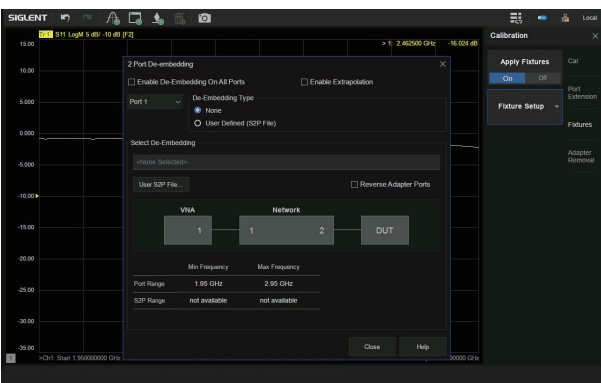 SIGLENT
Local
Tr 1 S11 LogM 5 dB/ -10 dB [F2]
> 1: 2.462500 GHz -16.024 dB
15.00
10.00
5.000
0.000
-5.000
-10.00
-15.00
-20.00
-25.00
-30.00
-35.00
1
>Ch1: Start 1.950000000 GHz
0000 GHz
2 Port De-embedding
Enable De-Embedding On All Ports
Enable Extrapolation
Port 1
De-Embedding Type
None
User Defined (S2P File)
Select De-Embedding
<None Selected>
User S2P File...
Reverse Adapter Ports
VNA Network
1 1 2 DUT
Min Frequency Max Frequency
Port Range 1.95 GHz 2.95 GHz
S2P Range not available not available
Close Help
Calibration
Apply Fixtures
On Off
Fixture Setup
Cal
Port
Extension
Fixtures
Adapter
Removal